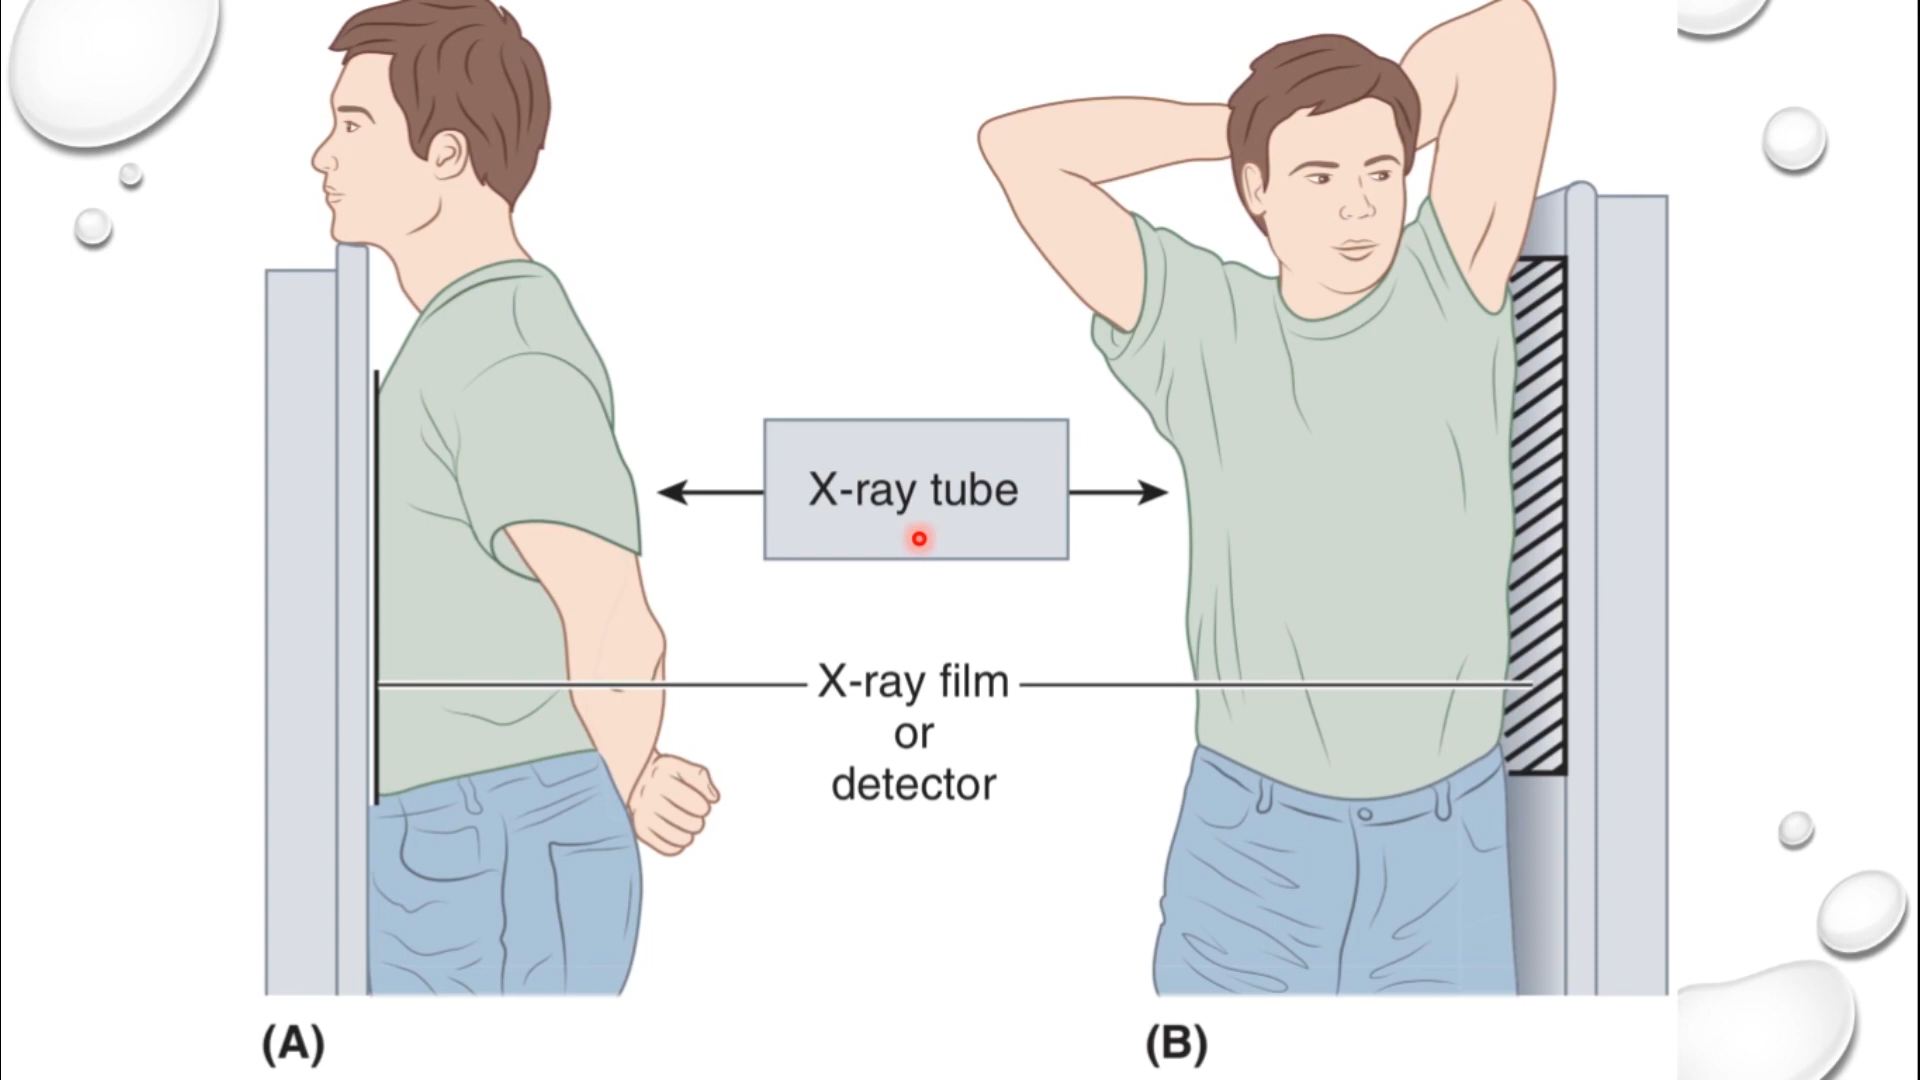 X-ray tube
X-ray film
or
detector
(A)
(B)